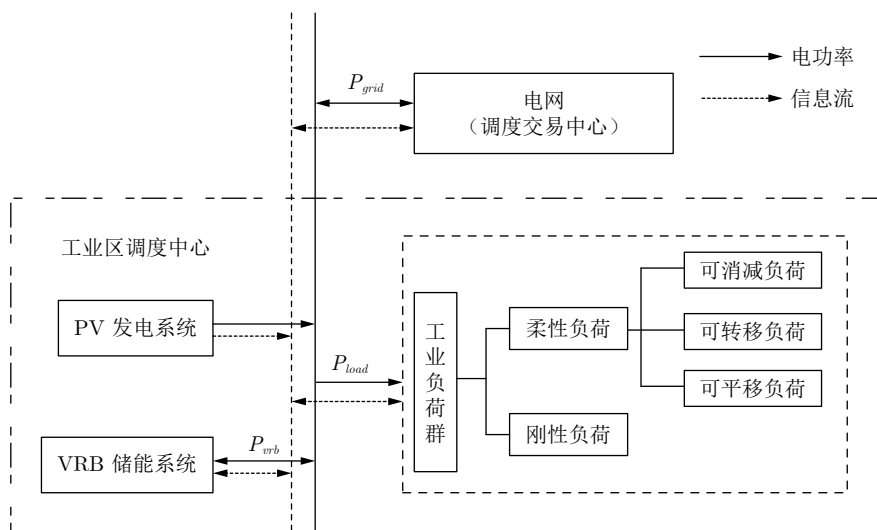 P_grid
电网
（调度交易中心）
电功率
信息流
工业区调度中心
PV 发电系统
P_load
VRB 储能系统
P_vrb
工业负荷群
柔性负荷
刚性负荷
可消减负荷
可转移负荷
可平移负荷